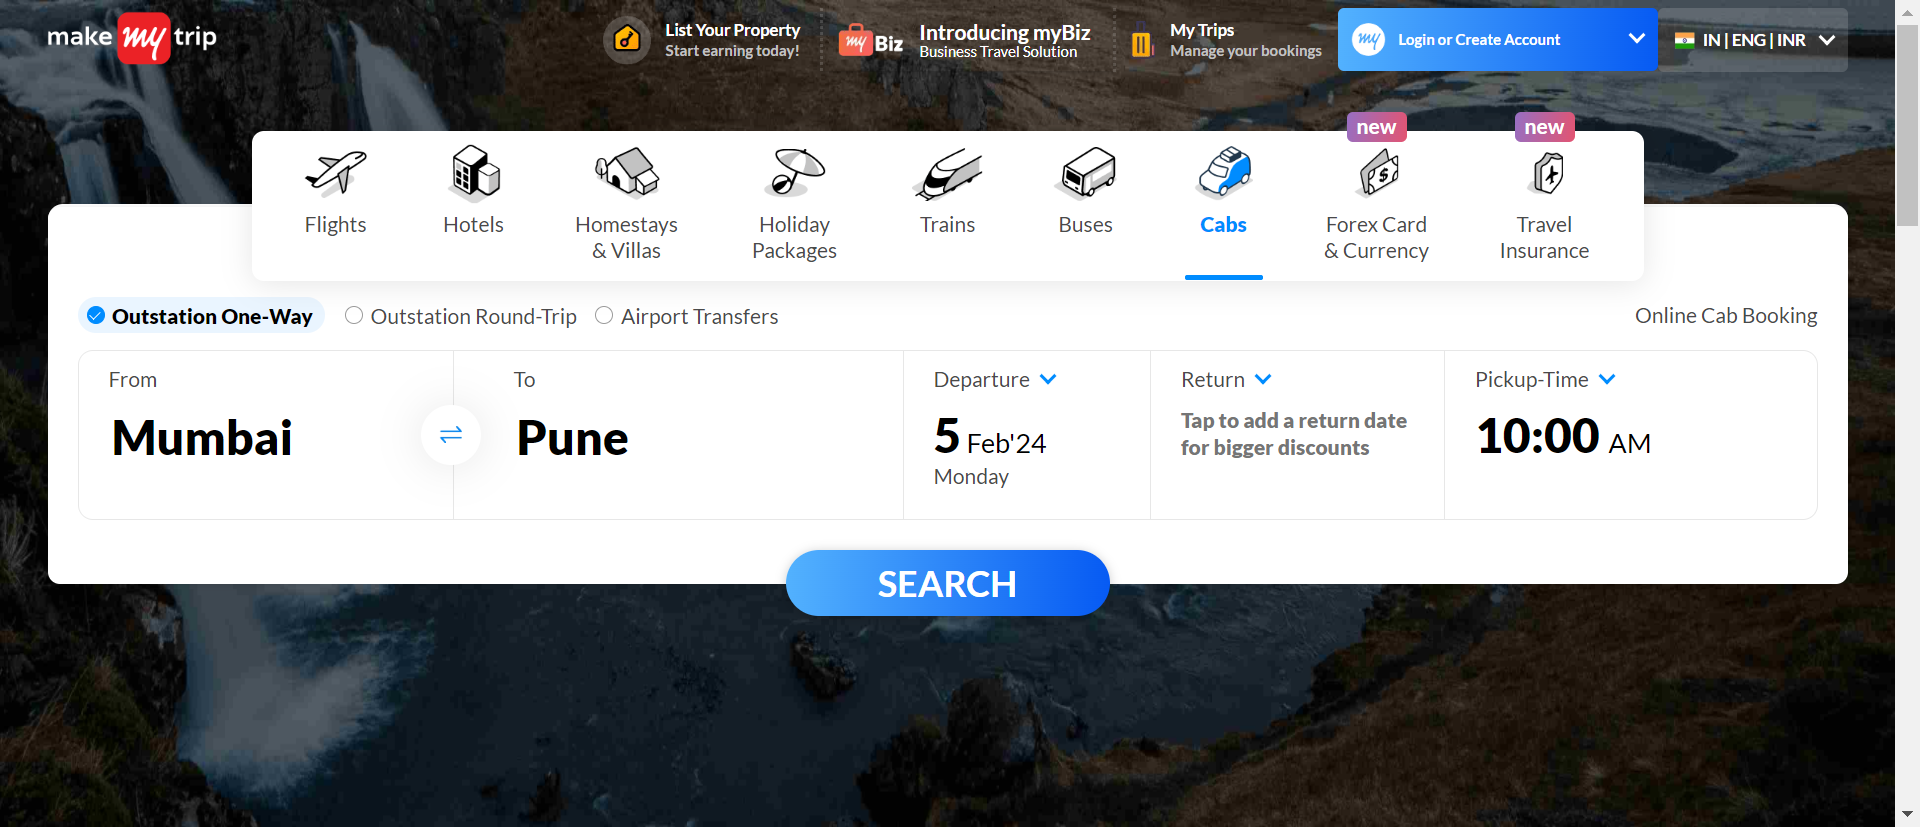 make my trip
List Your Property
Start earning today!
my Biz
Introducing myBiz
Business Travel Solution
My Trips
Manage your bookings
my
Login or Create Account
IN | ENG | INR
new
new
Flights
Hotels
Homestays
& Villas
Holiday
Packages
Trains
Buses
Cabs
Forex Card
& Currency
Travel
Insurance
Outstation One-Way
Outstation Round-Trip
Airport Transfers
Online Cab Booking
From
Mumbai
To
Pune
Departure
5 Feb'24
Monday
Return
Tap to add a return date
for bigger discounts
Pickup-Time
10:00 AM
SEARCH